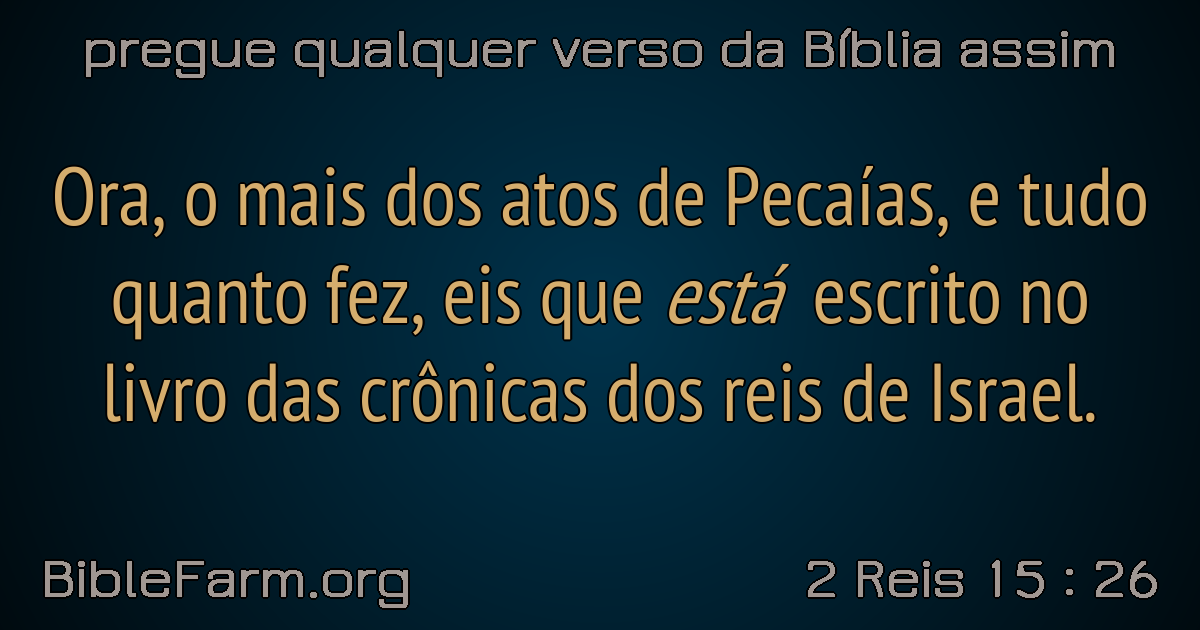 pregue qualquer verso da Bíblia assim
Ora, o mais dos atos de Pecaías, e tudo
quanto fez, eis que está escrito no
livro das crônicas dos reis de Israel.
BibleFarm.org
2 Reis 15 : 26